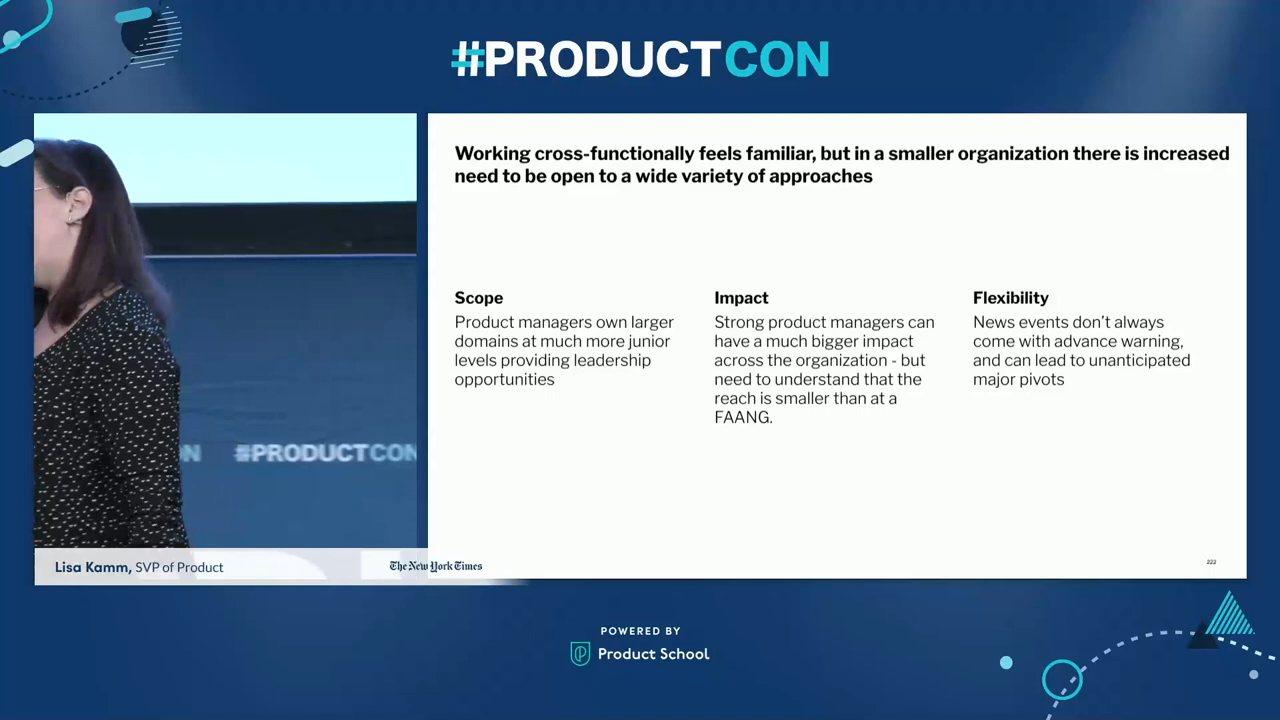 #PRODUCTCON
Working cross-functionally feels familiar, but in a smaller organization there is increased
need to be open to a wide variety of approaches
Scope
Product managers own larger
domains at much more junior
levels providing leadership
opportunities
Impact
Strong product managers can
have a much bigger impact
across the organization - but
need to understand that the
reach is smaller than at a
FAANG.
Flexibility
News events don’t always
come with advance warning,
and can lead to unanticipated
major pivots
222
ON #PRODUCTCON
Lisa Kamm, SVP of Product
The New York Times
POWERED BY
Product School